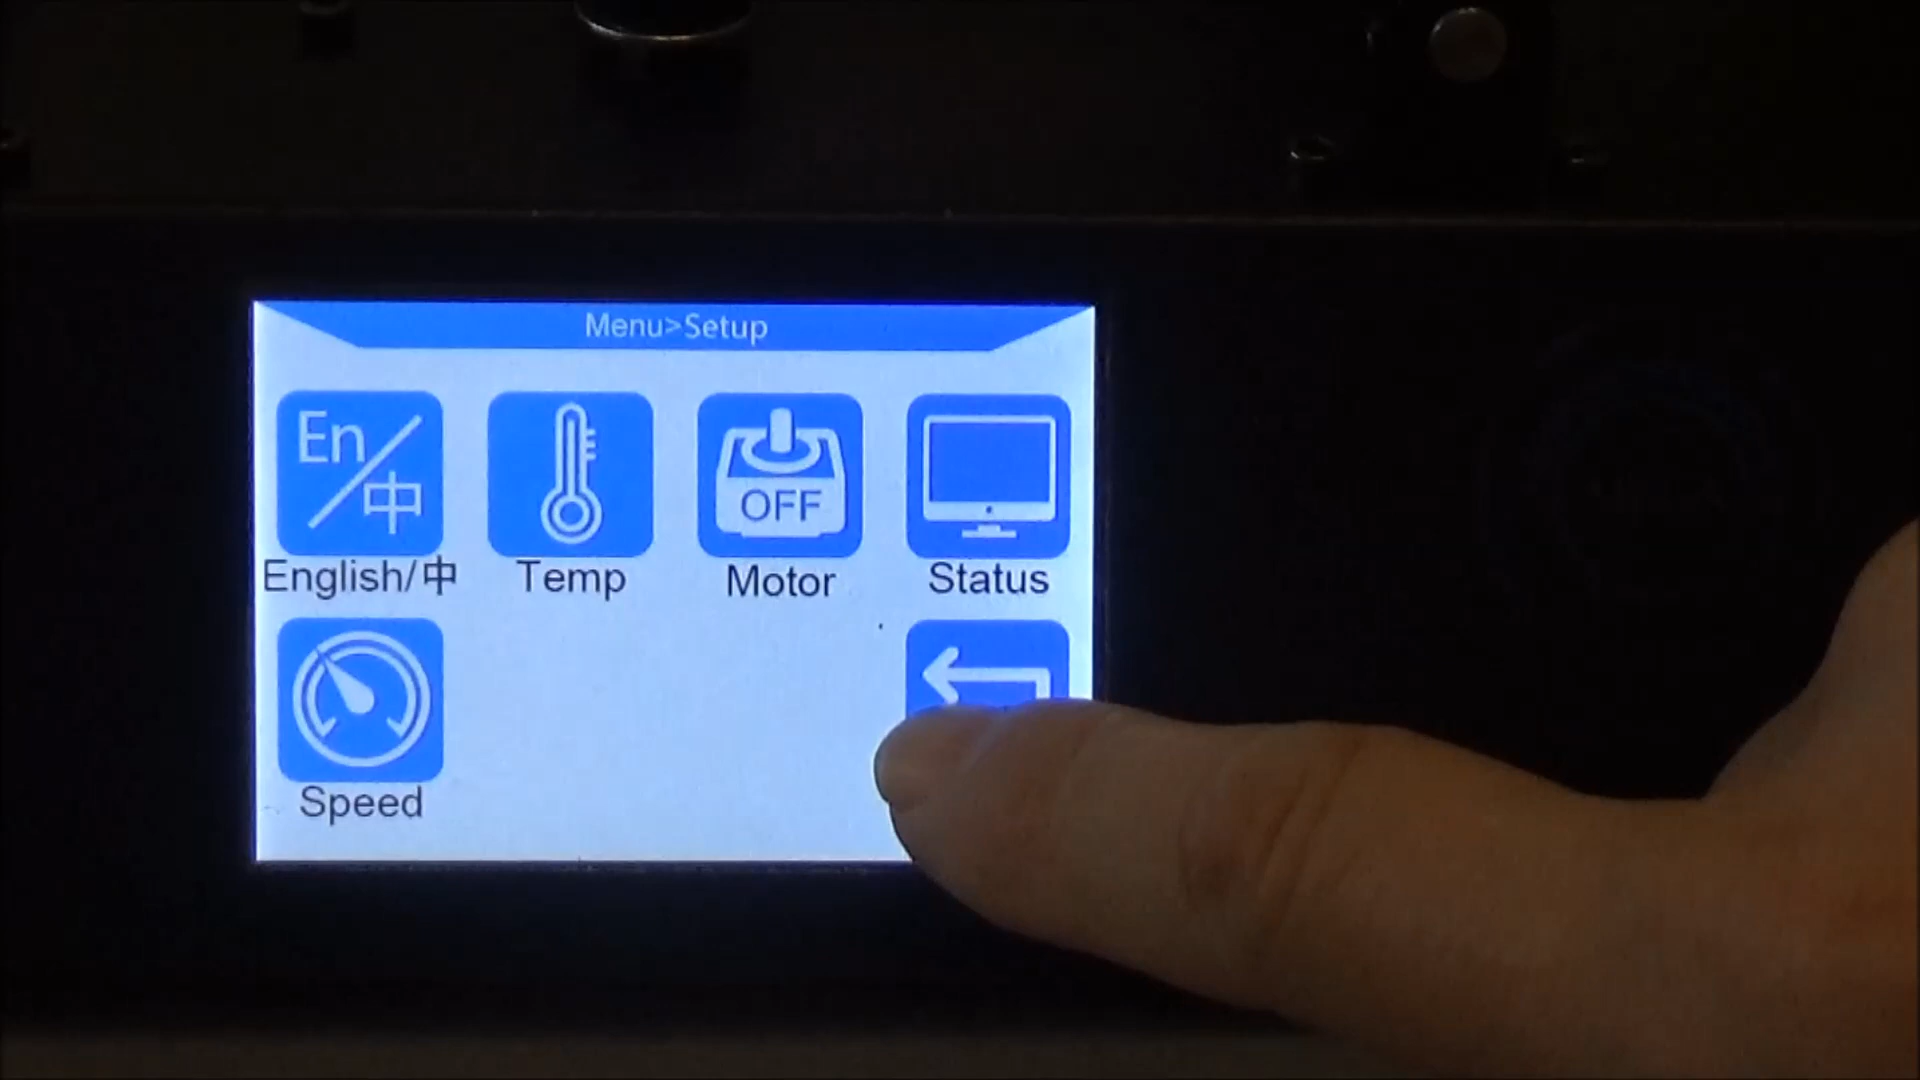 Menu>Setup
En/中
OFF
English/中
Temp
Motor
Status
Speed